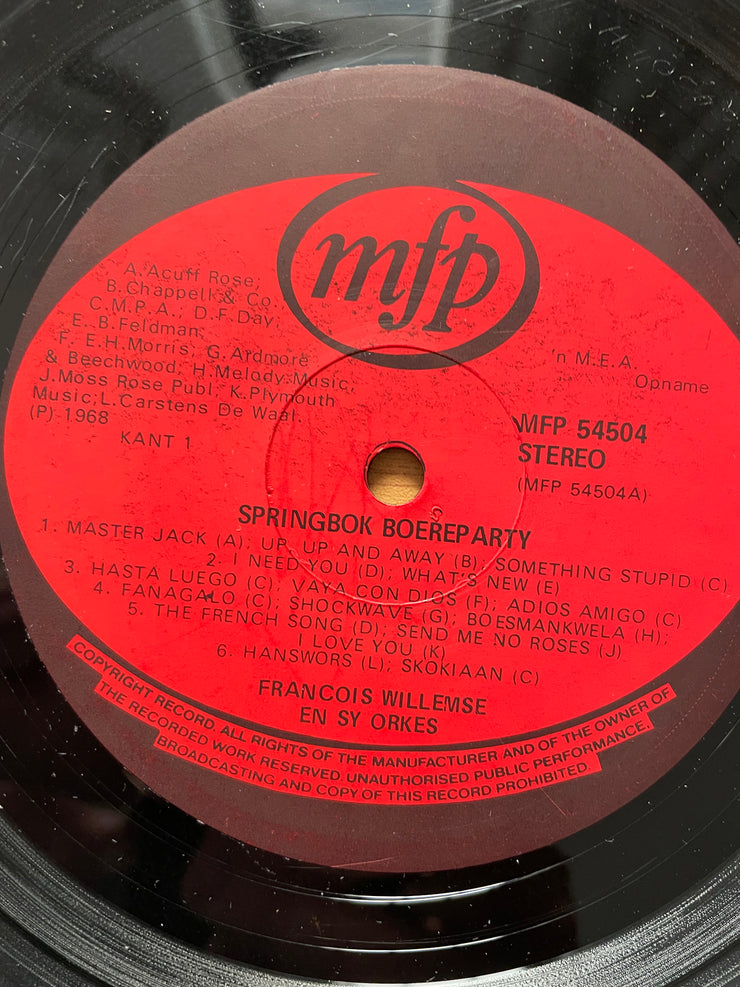 mfp
A.Acuff Rose,
B.Chappell & Co.
C.M.P.A.; D.F.Day;
E. B.Feldman;
F. E.H.Morris; G. Ardmore
& Beechwood; H.Melody Music;
J.Moss Rose Publ. K.Plymouth
Music; L.Carstens De Waal.
(P) 1968
KANT 1
'n M.E.A.
Opname
MFP 54504
STEREO
(MFP 54504A)
SPRINGBOK BOEREPARTY
1. MASTER JACK (A); UP, UP AND AWAY (B); SOMETHING STUPID (C)
2. I NEED YOU (D); WHAT'S NEW (E)
3. HASTA LUEGO (C); VAYA CON DIOS (F); ADIOS AMIGO (C)
4. FANAGALO (C); SHOCKWAVE (G); BOESMANKWELA (H);
5. THE FRENCH SONG (D); SEND ME NO ROSES (J)
I LOVE YOU (K)
6. HANSWORS (L); SKOKIAAN (C)
FRANCOIS WILLEMSE
EN SY ORKES
COPYRIGHT RECORD. ALL RIGHTS OF THE MANUFACTURER AND OF THE OWNER OF
THE RECORDED WORK RESERVED. UNAUTHORISED PUBLIC PERFORMANCE,
BROADCASTING AND COPY OF THIS RECORD PROHIBITED.